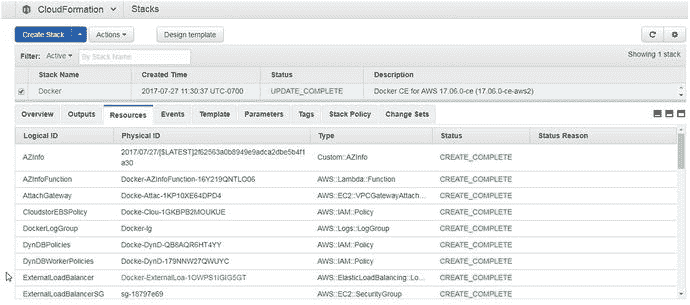 CloudFormation Stacks
Create Stack Actions Design template
Filter: Active By Stack Name Showing 1 stack
Stack Name Created Time Status Description
Docker 2017-07-27 11:30:37 UTC-0700 UPDATE_COMPLETE Docker CE for AWS 17.06.0-ce (17.06.0-ce-aws2)
Overview Outputs Resources Events Template Parameters Tags Stack Policy Change Sets
Logical ID Physical ID Type Status Status Reason
AZInfo 2017/07/27/[$LATEST]2f62563a0b8949e9adca2dbe5b4f1 Custom::AZInfo CREATE_COMPLETE
a30
AZInfoFunction Docker-AZInfoFunction-16Y219QNTLO06 AWS::Lambda::Function CREATE_COMPLETE
AttachGateway Docke-Attac-1KP10XE64DPD4 AWS::EC2::VPCGatewayAttach... CREATE_COMPLETE
CloudstorEBSPolicy Docke-Clou-1GKBPB2MOUKUE AWS::IAM::Policy CREATE_COMPLETE
DockerLogGroup Docker-lg AWS::Logs::LogGroup CREATE_COMPLETE
DynDBPolicies Docke-DynD-QB6AQR6HT4YY AWS::IAM::Policy CREATE_COMPLETE
DynDBWorkerPolicies Docke-DynD-179NNW27QWUYC AWS::IAM::Policy CREATE_COMPLETE
ExternalLoadBalancer Docker-ExternalLoa-1OWPS1IGIG5GT AWS::ElasticLoadBalancing::Lo... CREATE_COMPLETE
ExternalLoadBalancerSG sg-18797e69 AWS::EC2::SecurityGroup CREATE_COMPLETE